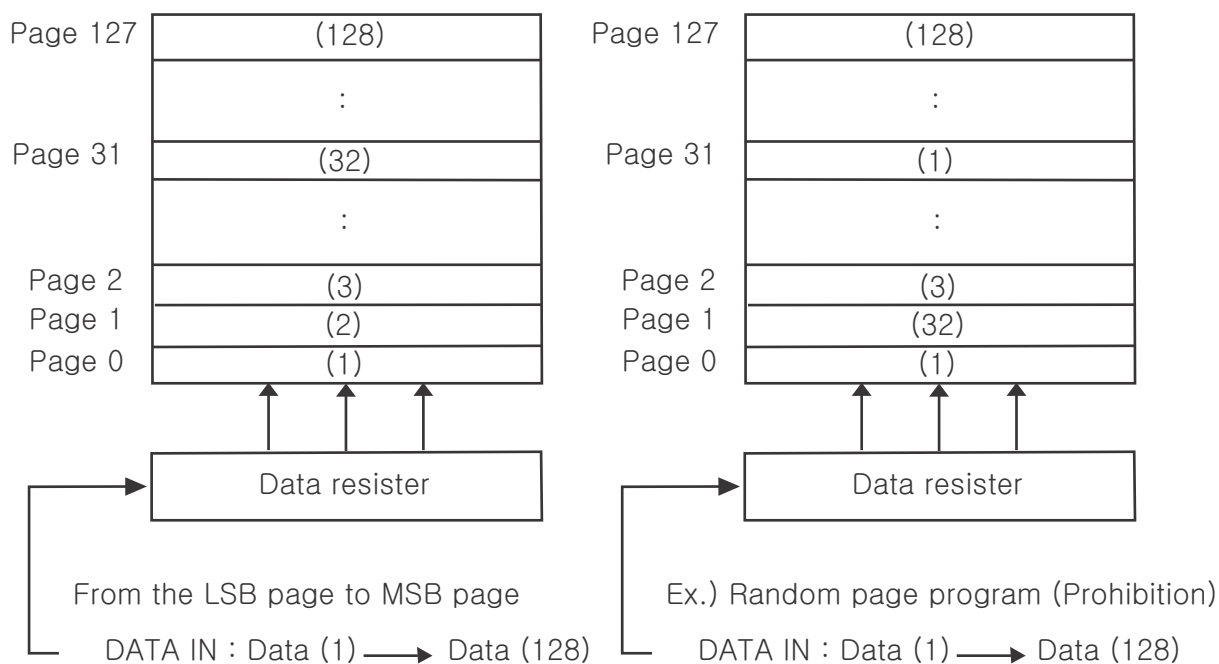 Page 127
(128)
:
Page 31
(32)
:
Page 2
(3)
Page 1
(2)
Page 0
(1)
Data resister
From the LSB page to MSB page
DATA IN : Data (1) Data (128)
Page 127
(128)
:
Page 31
(1)
:
Page 2
(3)
Page 1
(32)
Page 0
(1)
Data resister
Ex.) Random page program (Prohibition)
DATA IN : Data (1) Data (128)